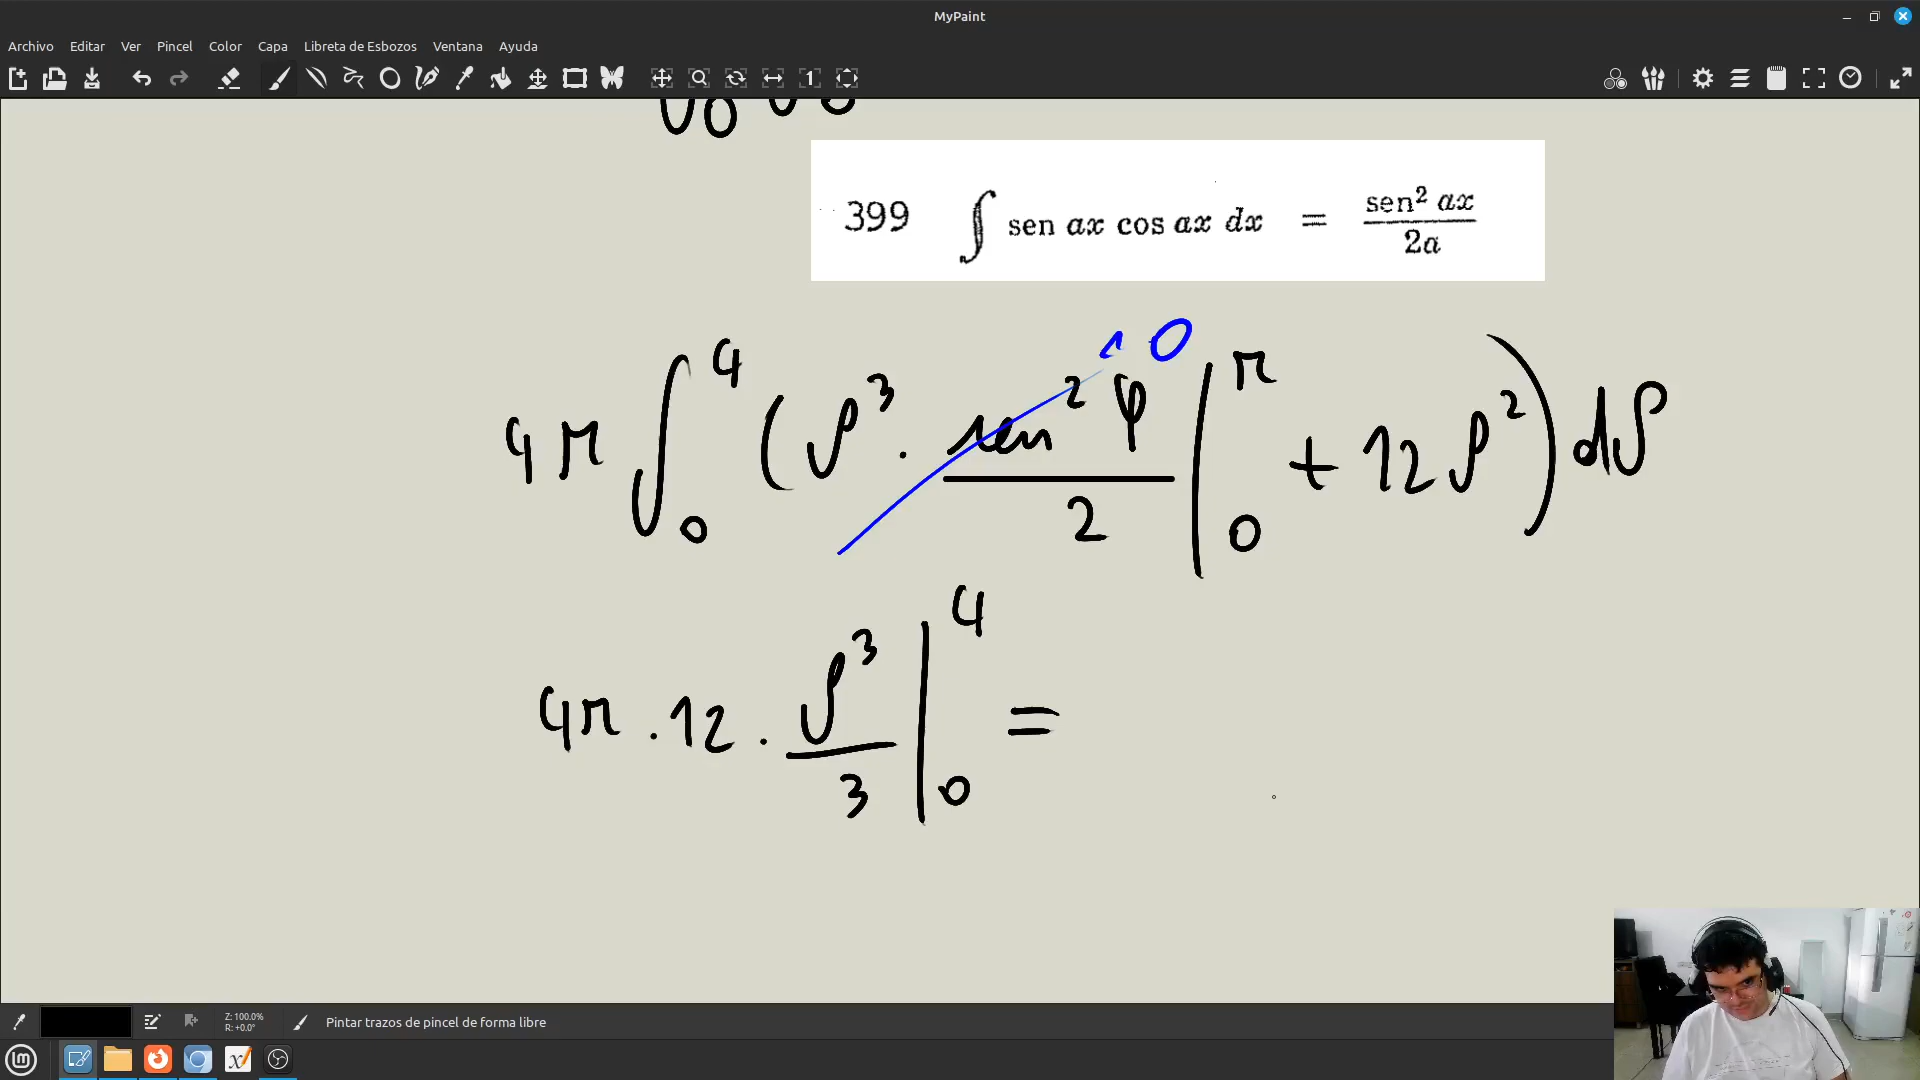 MyPaint
Archivo Editar Ver Pincel Color Capa Libreta de Esbozos Ventana Ayuda
399 ∫ sen ax cos ax dx = sen² ax / 2a
4π ∫₀⁴ (ρ³ · sen² φ / 2 |₀^π + 12ρ²) dρ
0
4π · 12 · ρ³ / 3 |₀⁴ =
Z: 100.0%
R: +0.0°
Pintar trazos de pincel de forma libre